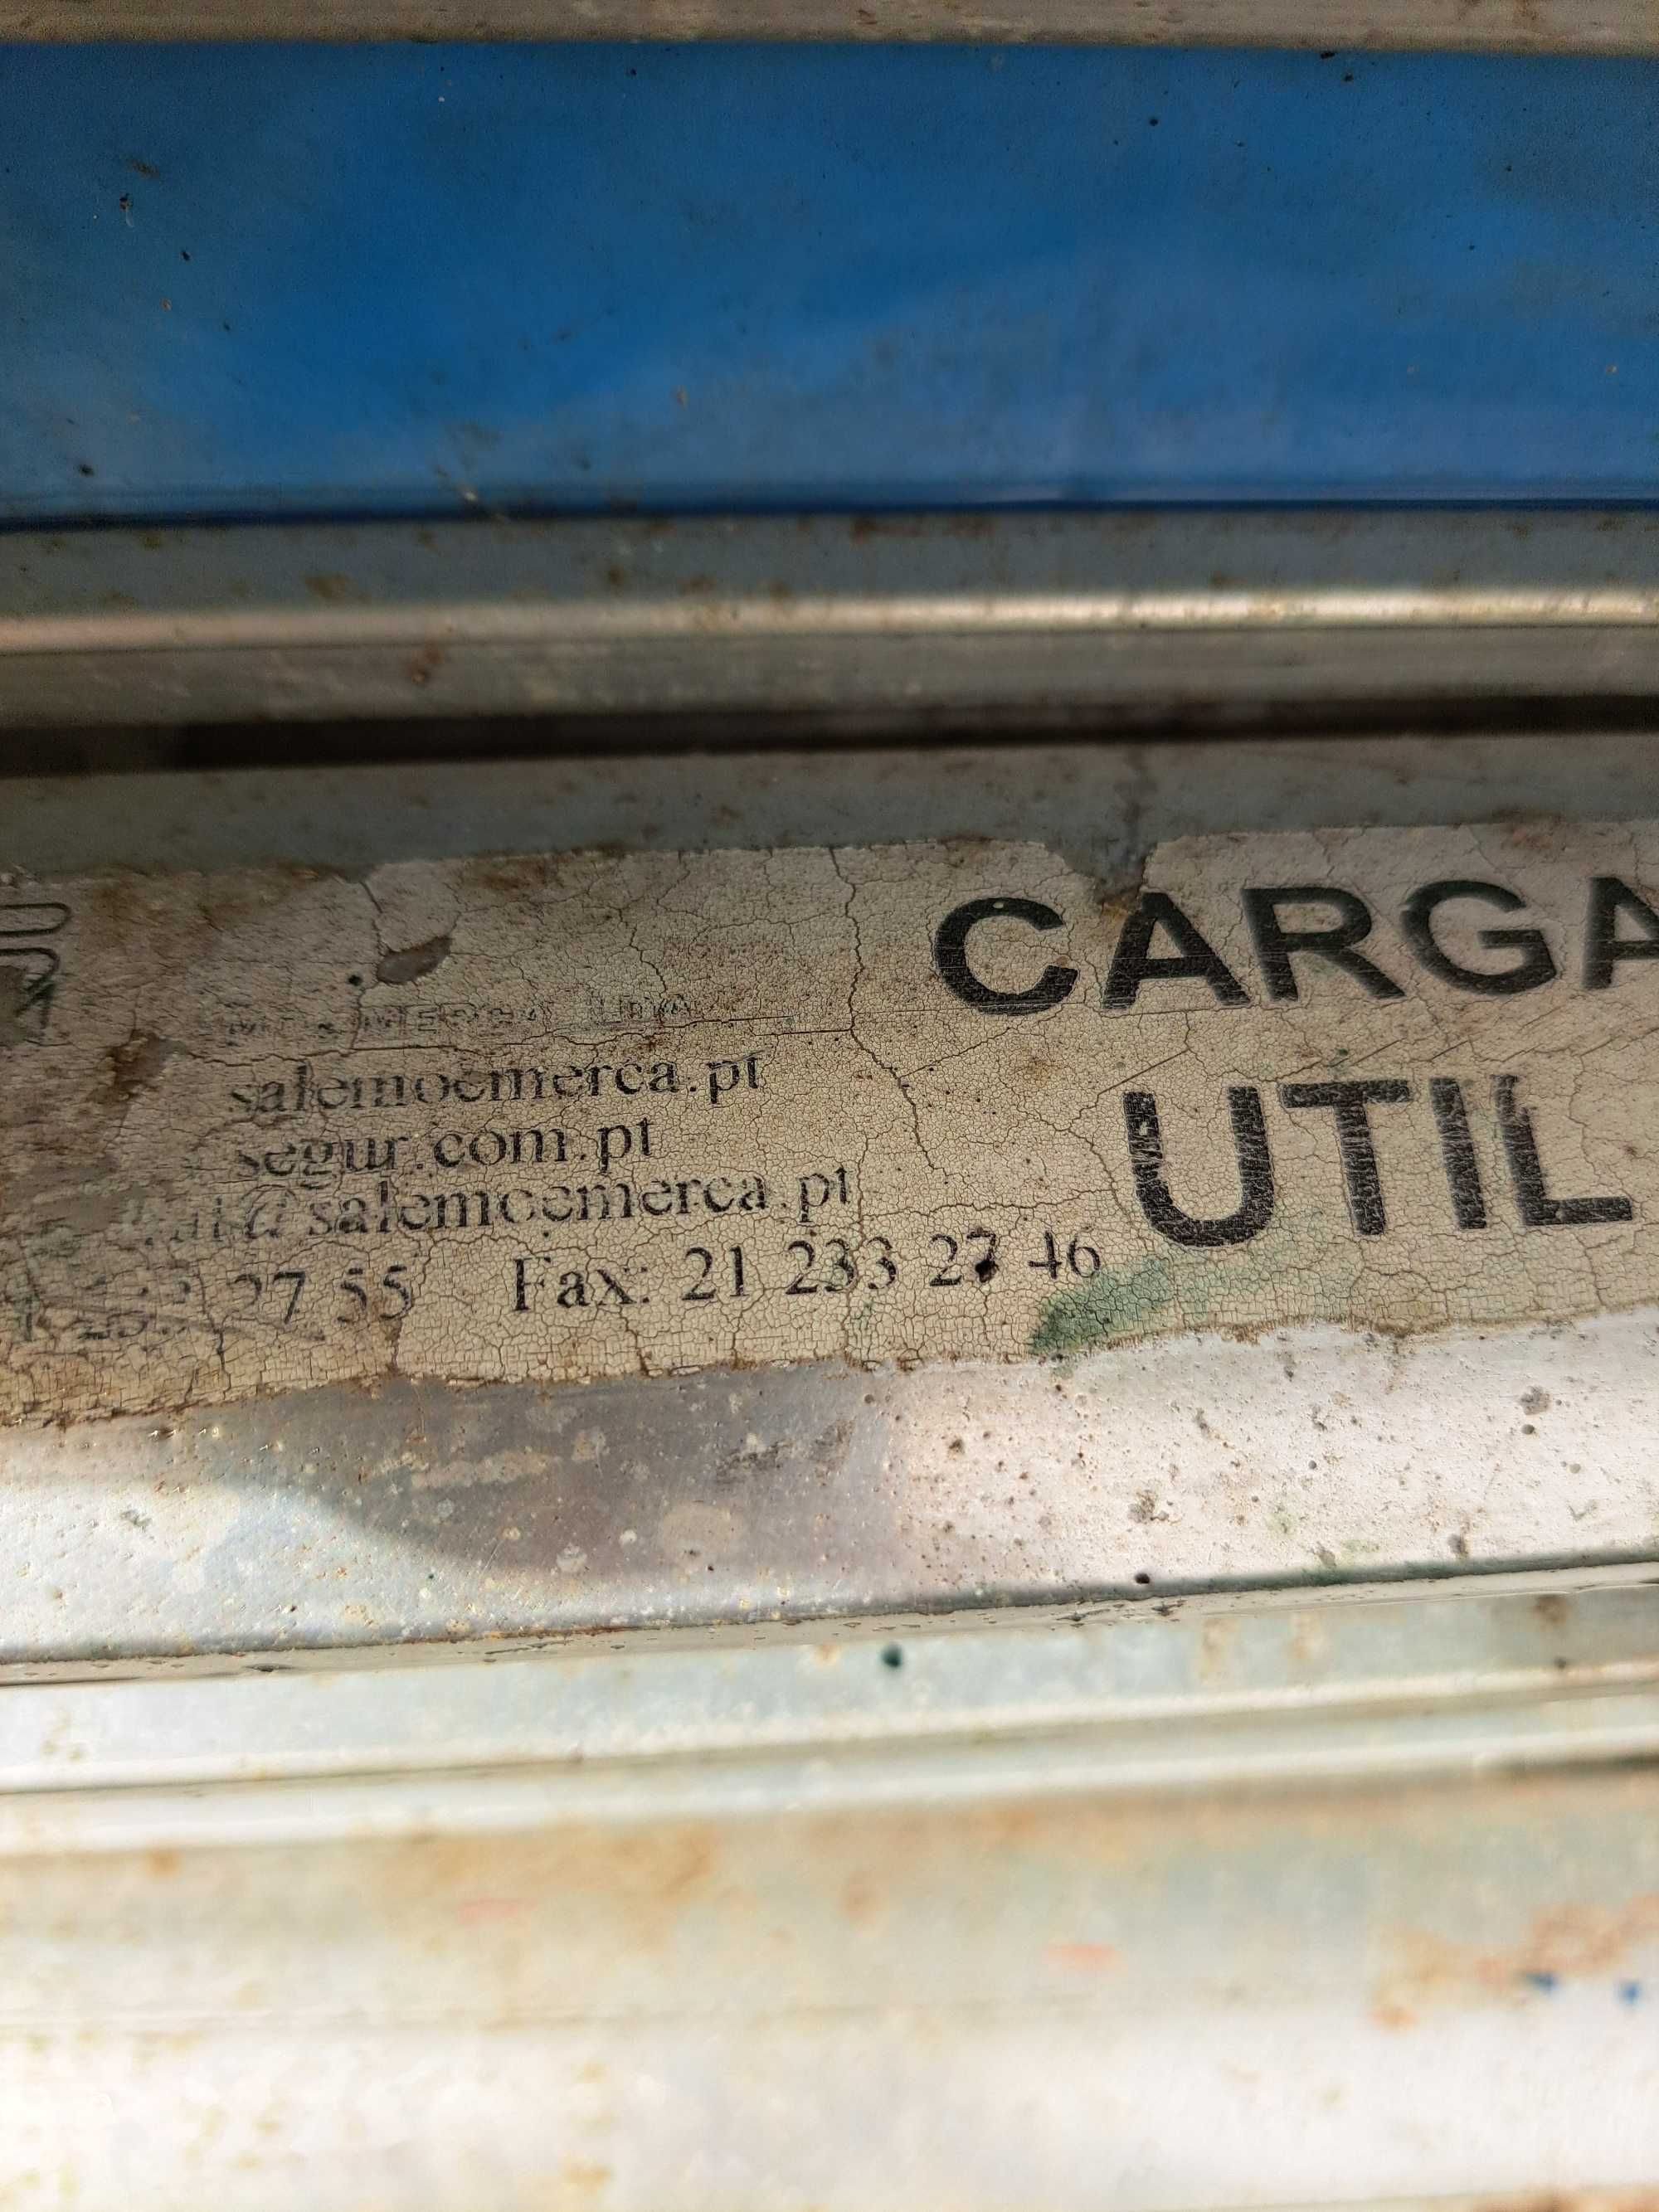 CARGA
UTIL
salemoemerca.pt
segur.com.pt
@salemoemerca.pt
27 55 Fax: 21 233 27 46